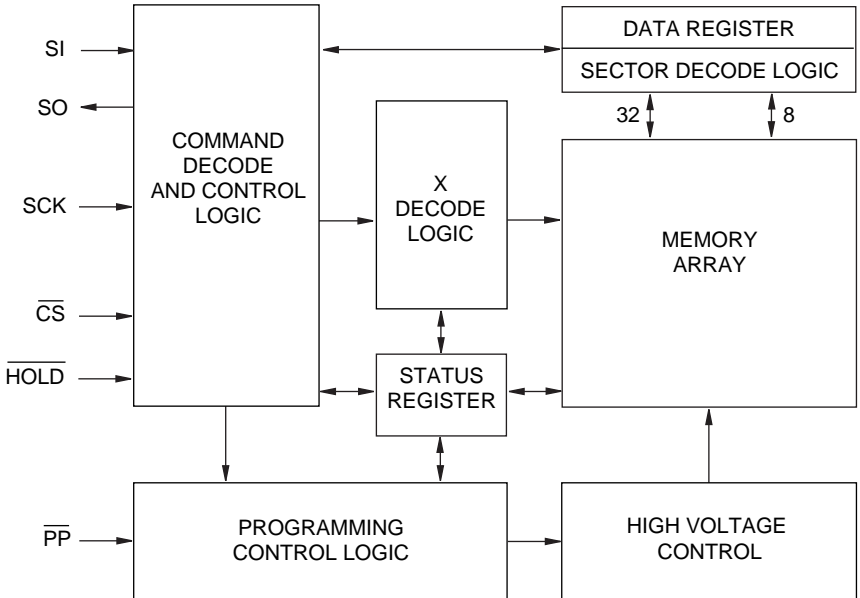 SI
SO
SCK
CS
HOLD
PP
COMMAND
DECODE
AND CONTROL
LOGIC
X
DECODE
LOGIC
STATUS
REGISTER
DATA REGISTER
SECTOR DECODE LOGIC
32
8
MEMORY
ARRAY
PROGRAMMING
CONTROL LOGIC
HIGH VOLTAGE
CONTROL